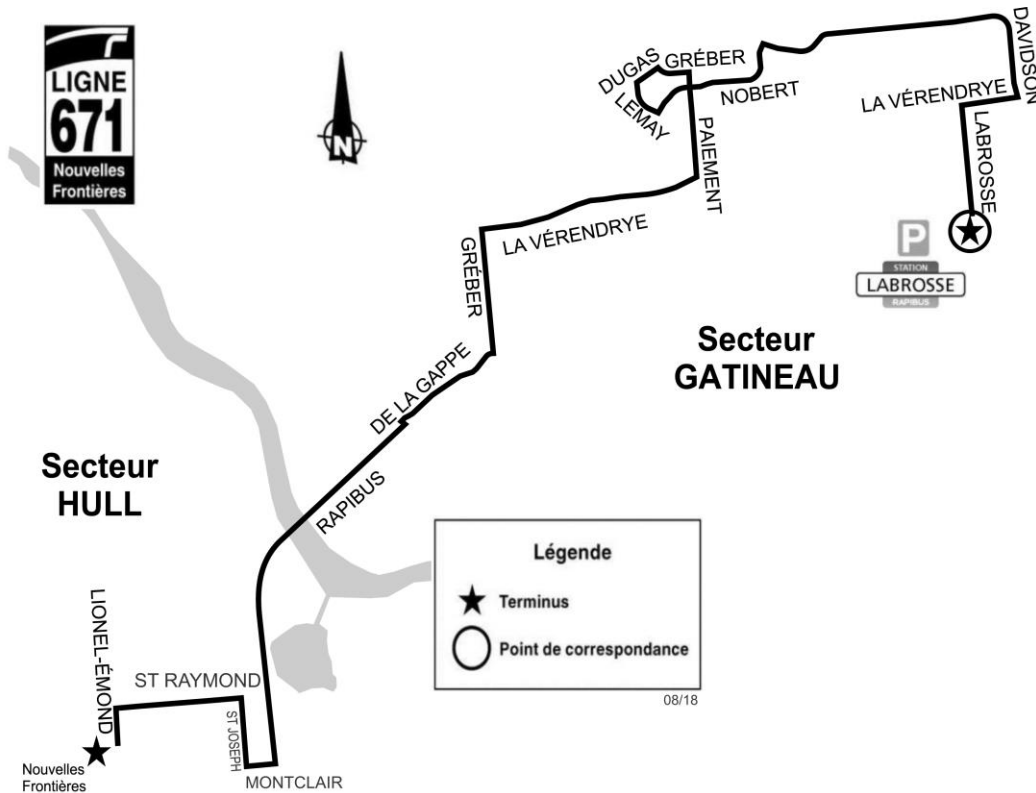 LIGNE
671
Nouvelles
Frontières
N
DUGAS
GRÉBER
LEMAY
NOBERT
PAIEMENT
DAVIDSON
LA VÉRENDRYE
LABROSSE
P
STATION
LABROSSE
RAPIBUS
LA VÉRENDRYE
GRÉBER
Secteur
GATINEAU
DE LA GAPPE
RAPIBUS
Secteur
HULL
Légende
Terminus
Point de correspondance
08/18
LIONEL-ÉMOND
ST RAYMOND
ST JOSEPH
MONTCLAIR
Nouvelles
Frontières